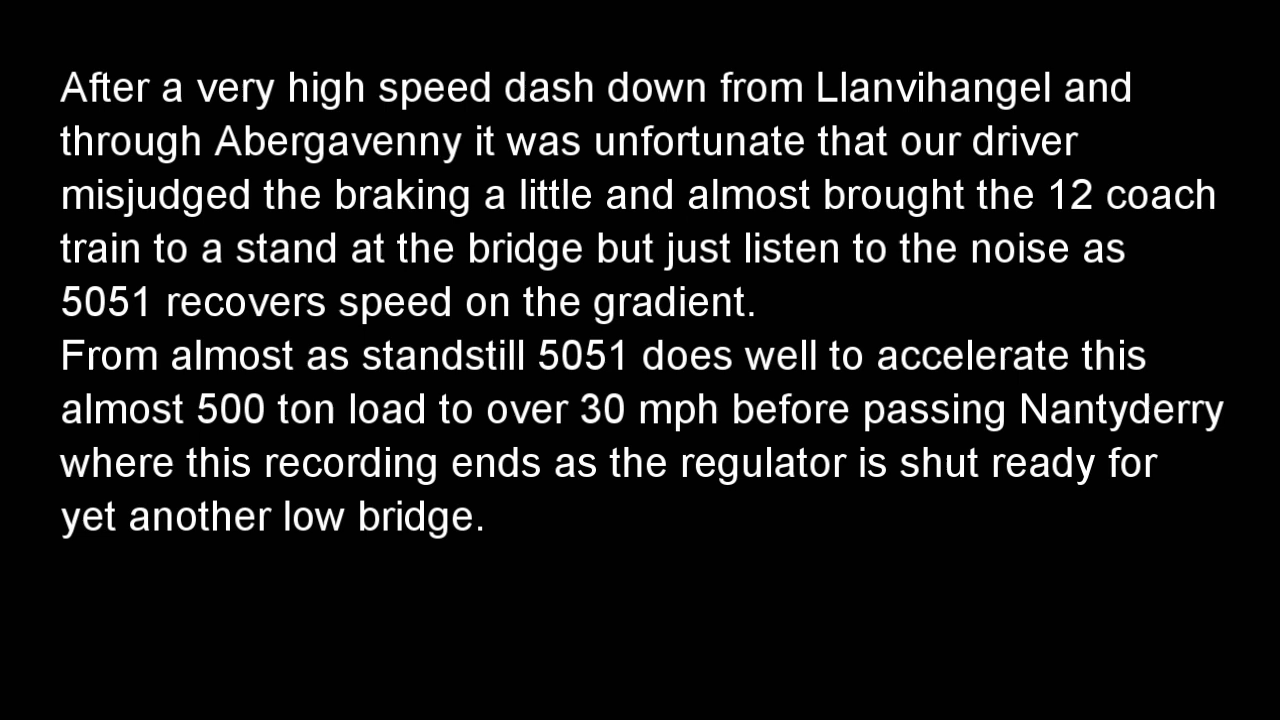 After a very high speed dash down from Llanvihangel and
through Abergavenny it was unfortunate that our driver
misjudged the braking a little and almost brought the 12 coach
train to a stand at the bridge but just listen to the noise as
5051 recovers speed on the gradient.
From almost as standstill 5051 does well to accelerate this
almost 500 ton load to over 30 mph before passing Nantyderry
where this recording ends as the regulator is shut ready for
yet another low bridge.